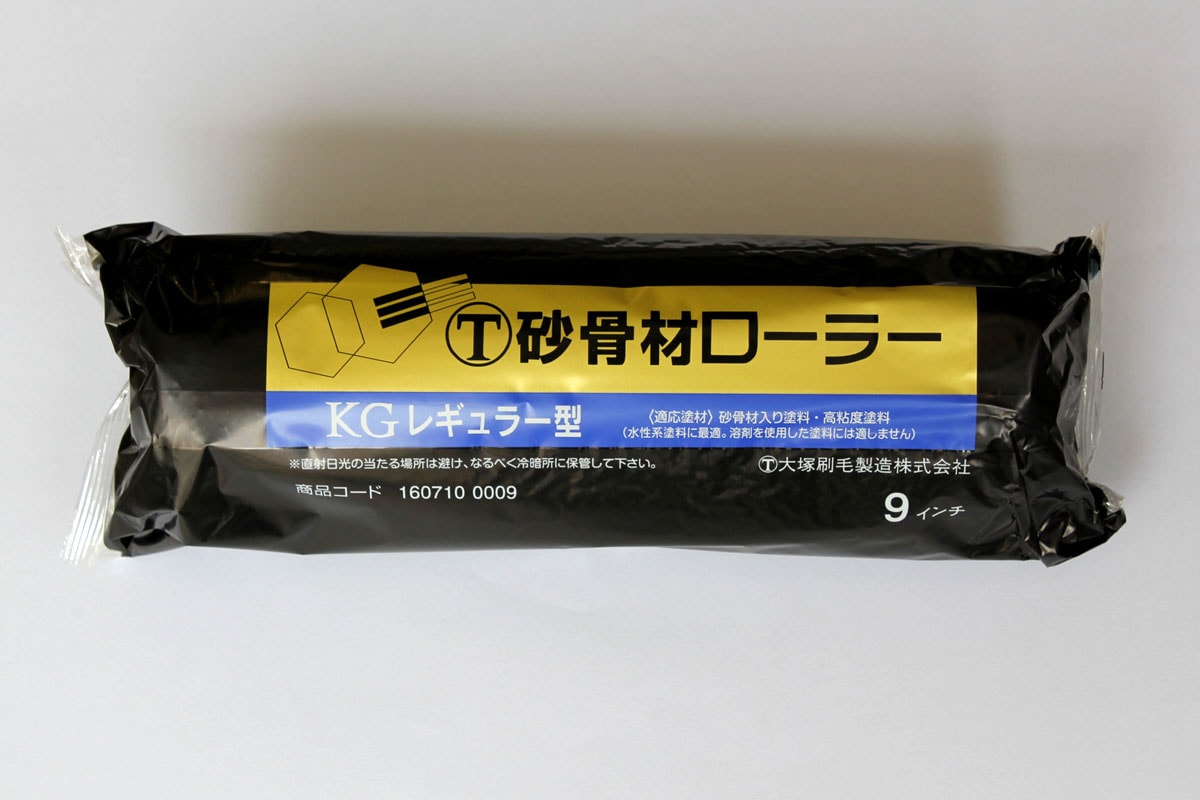 Ⓣ砂骨材ローラー
KGレギュラー型
〈適応塗材〉砂骨材入り塗料・高粘度塗料
(水性系塗料に最適。溶剤を使用した塗料には適しません)
※直射日光の当たる場所は避け、なるべく冷暗所に保管して下さい。
Ⓣ大塚刷毛製造株式会社
商品コード 160710 0009
9インチ